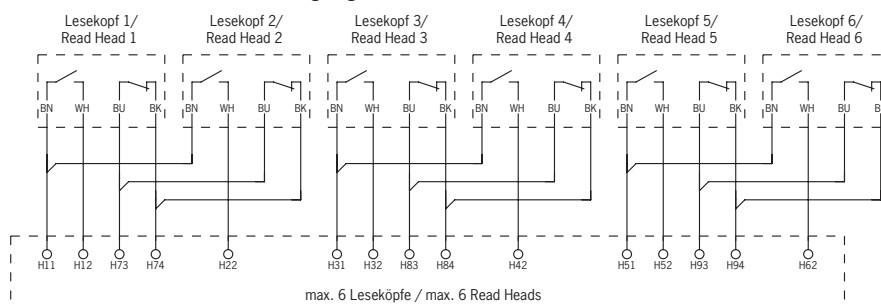 Lesekopf 1/ Lesekopf 2/ Lesekopf 3/ Lesekopf 4/ Lesekopf 5/ Lesekopf 6/
Read Head 1 Read Head 2 Read Head 3 Read Head 4 Read Head 5 Read Head 6
BN WH BU BK BN WH BU BK BN WH BU BK BN WH BU BK BN WH BU BK BN WH BU
H11 H12 H73 H74 H22 H31 H32 H83 H84 H42 H51 H52 H93 H94 H62
max. 6 Leseköpfe / max. 6 Read Heads